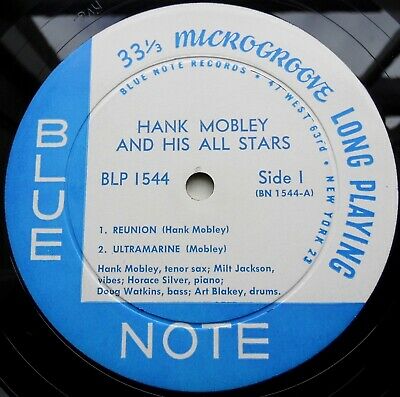 33⅓ MICROGROOVE LONG PLAYING
BLUE NOTE RECORDS • 47 WEST 63rd • NEW YORK 23
HANK MOBLEY
AND HIS ALL STARS
BLP 1544
Side 1
(BN 1544-A)
1. REUNION (Hank Mobley)
2. ULTRAMARINE (Mobley)
Hank Mobley, tenor sax; Milt Jackson,
vibes; Horace Silver, piano;
Doug Watkins, bass; Art Blakey, drums.
BLUE
NOTE